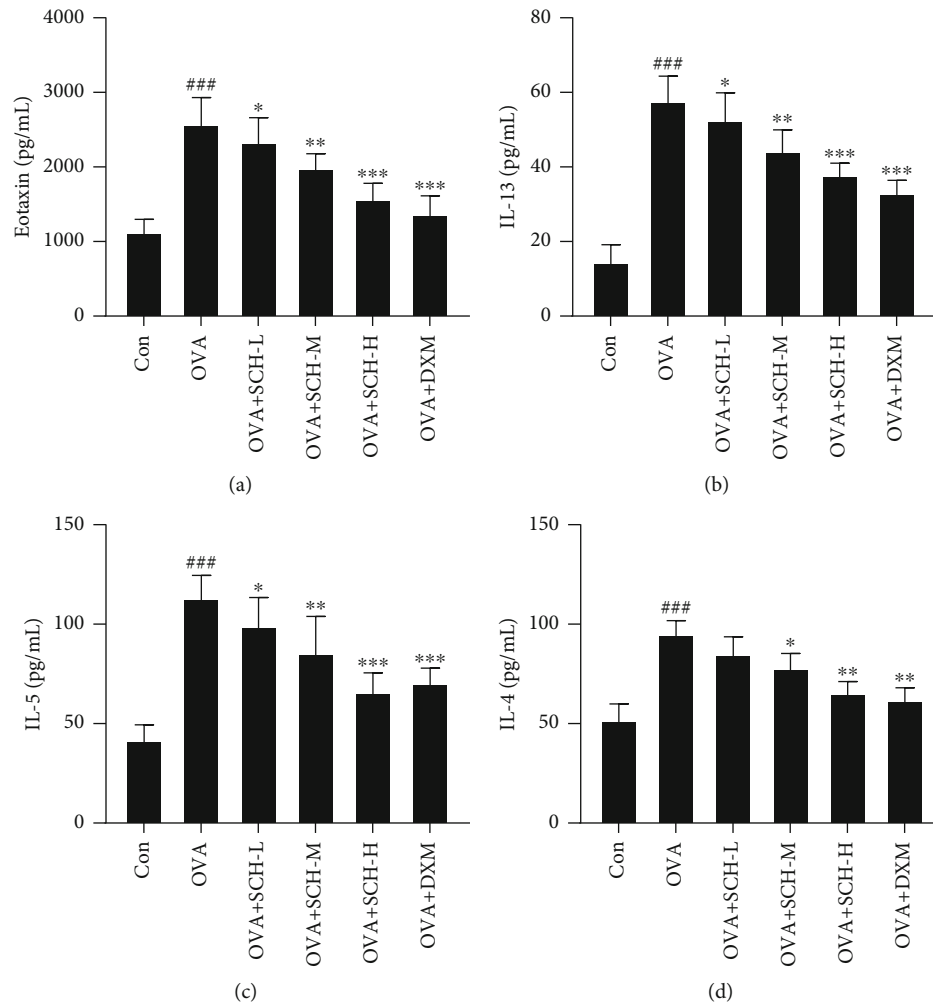 4000
3000
2000
1000
0
Eotaxin (pg/mL)
###
*
**
***
***
Con
OVA
OVA+SCH-L
OVA+SCH-M
OVA+SCH-H
OVA+DXM
(a)
80
60
40
20
0
IL-13 (pg/mL)
###
*
**
***
***
Con
OVA
OVA+SCH-L
OVA+SCH-M
OVA+SCH-H
OVA+DXM
(b)
150
100
50
0
IL-5 (pg/mL)
###
*
**
***
***
Con
OVA
OVA+SCH-L
OVA+SCH-M
OVA+SCH-H
OVA+DXM
(c)
150
100
50
0
IL-4 (pg/mL)
###
*
**
**
Con
OVA
OVA+SCH-L
OVA+SCH-M
OVA+SCH-H
OVA+DXM
(d)